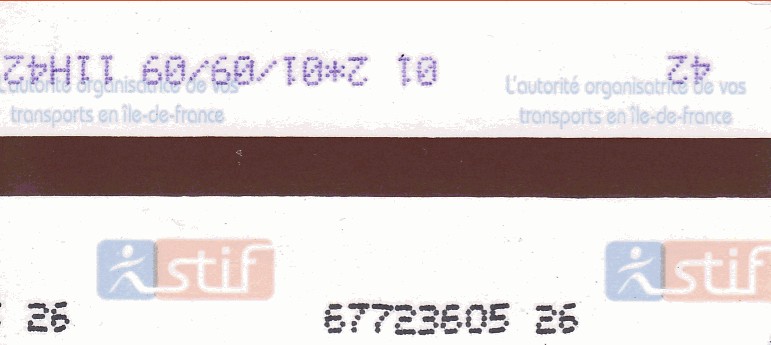 42 01 2*01/09/09 11H42
L'autorité organisatrice de vos
transports en île-de-france
L'autorité organisatrice de vos
transports en île-de-france
stif
stif
26 67723605 26